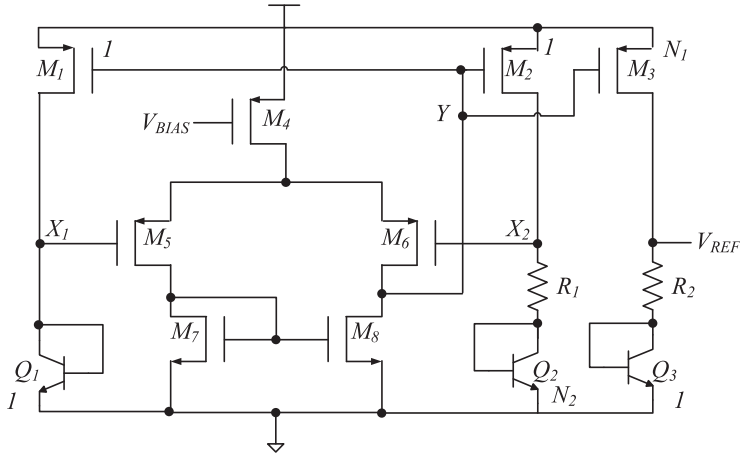 M1
1
M2
1
M3
N1
VBIAS
M4
Y
X1
M5
M6
X2
VREF
R1
R2
M7
M8
Q1
1
Q2
N2
Q3
1